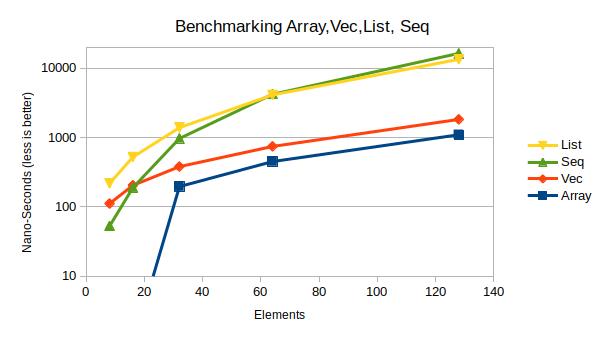 Benchmarking Array,Vec,List, Seq
Nano-Seconds (less is better)
10000
1000
100
10
0 20 40 60 80 100 120 140
Elements
List
Seq
Vec
Array